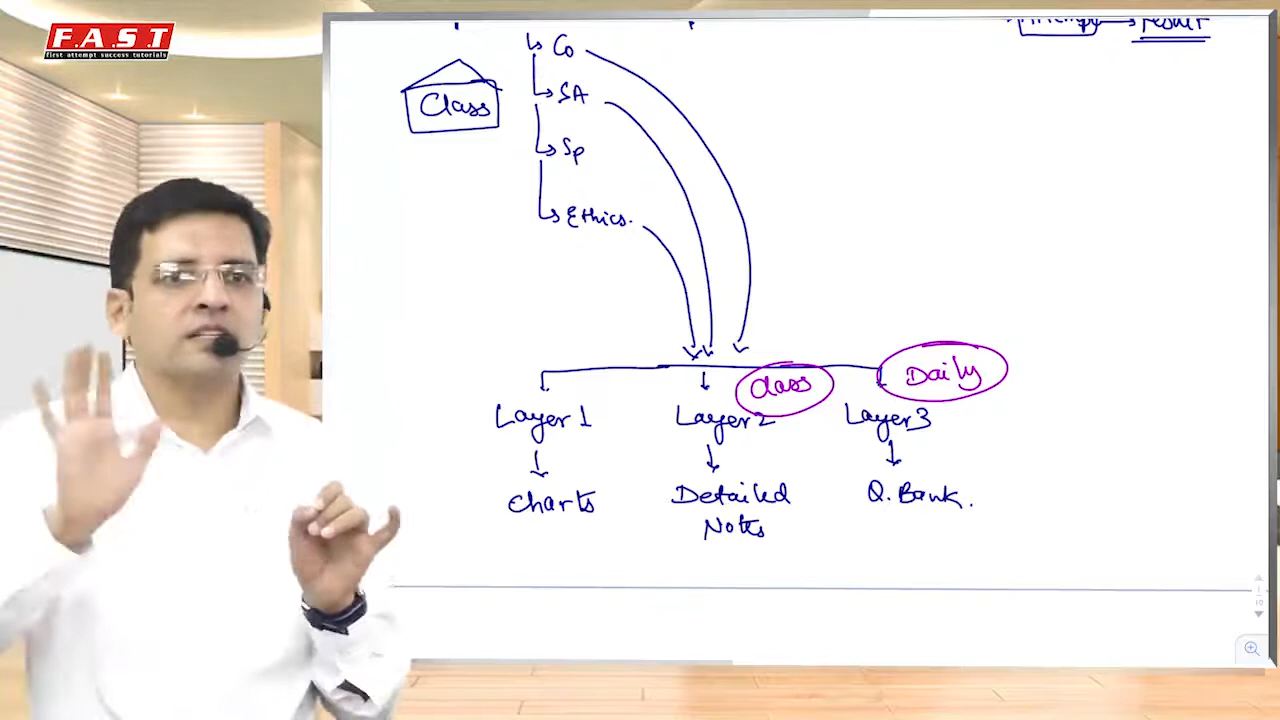 F.A.S.T
first attempt success tutorials
result
Co
Class
SA
Sp
Ethics.
Class
Daily
Layer 1
Layer 2
Layer 3
Charts
Detailed
Notes
Q. Bank.